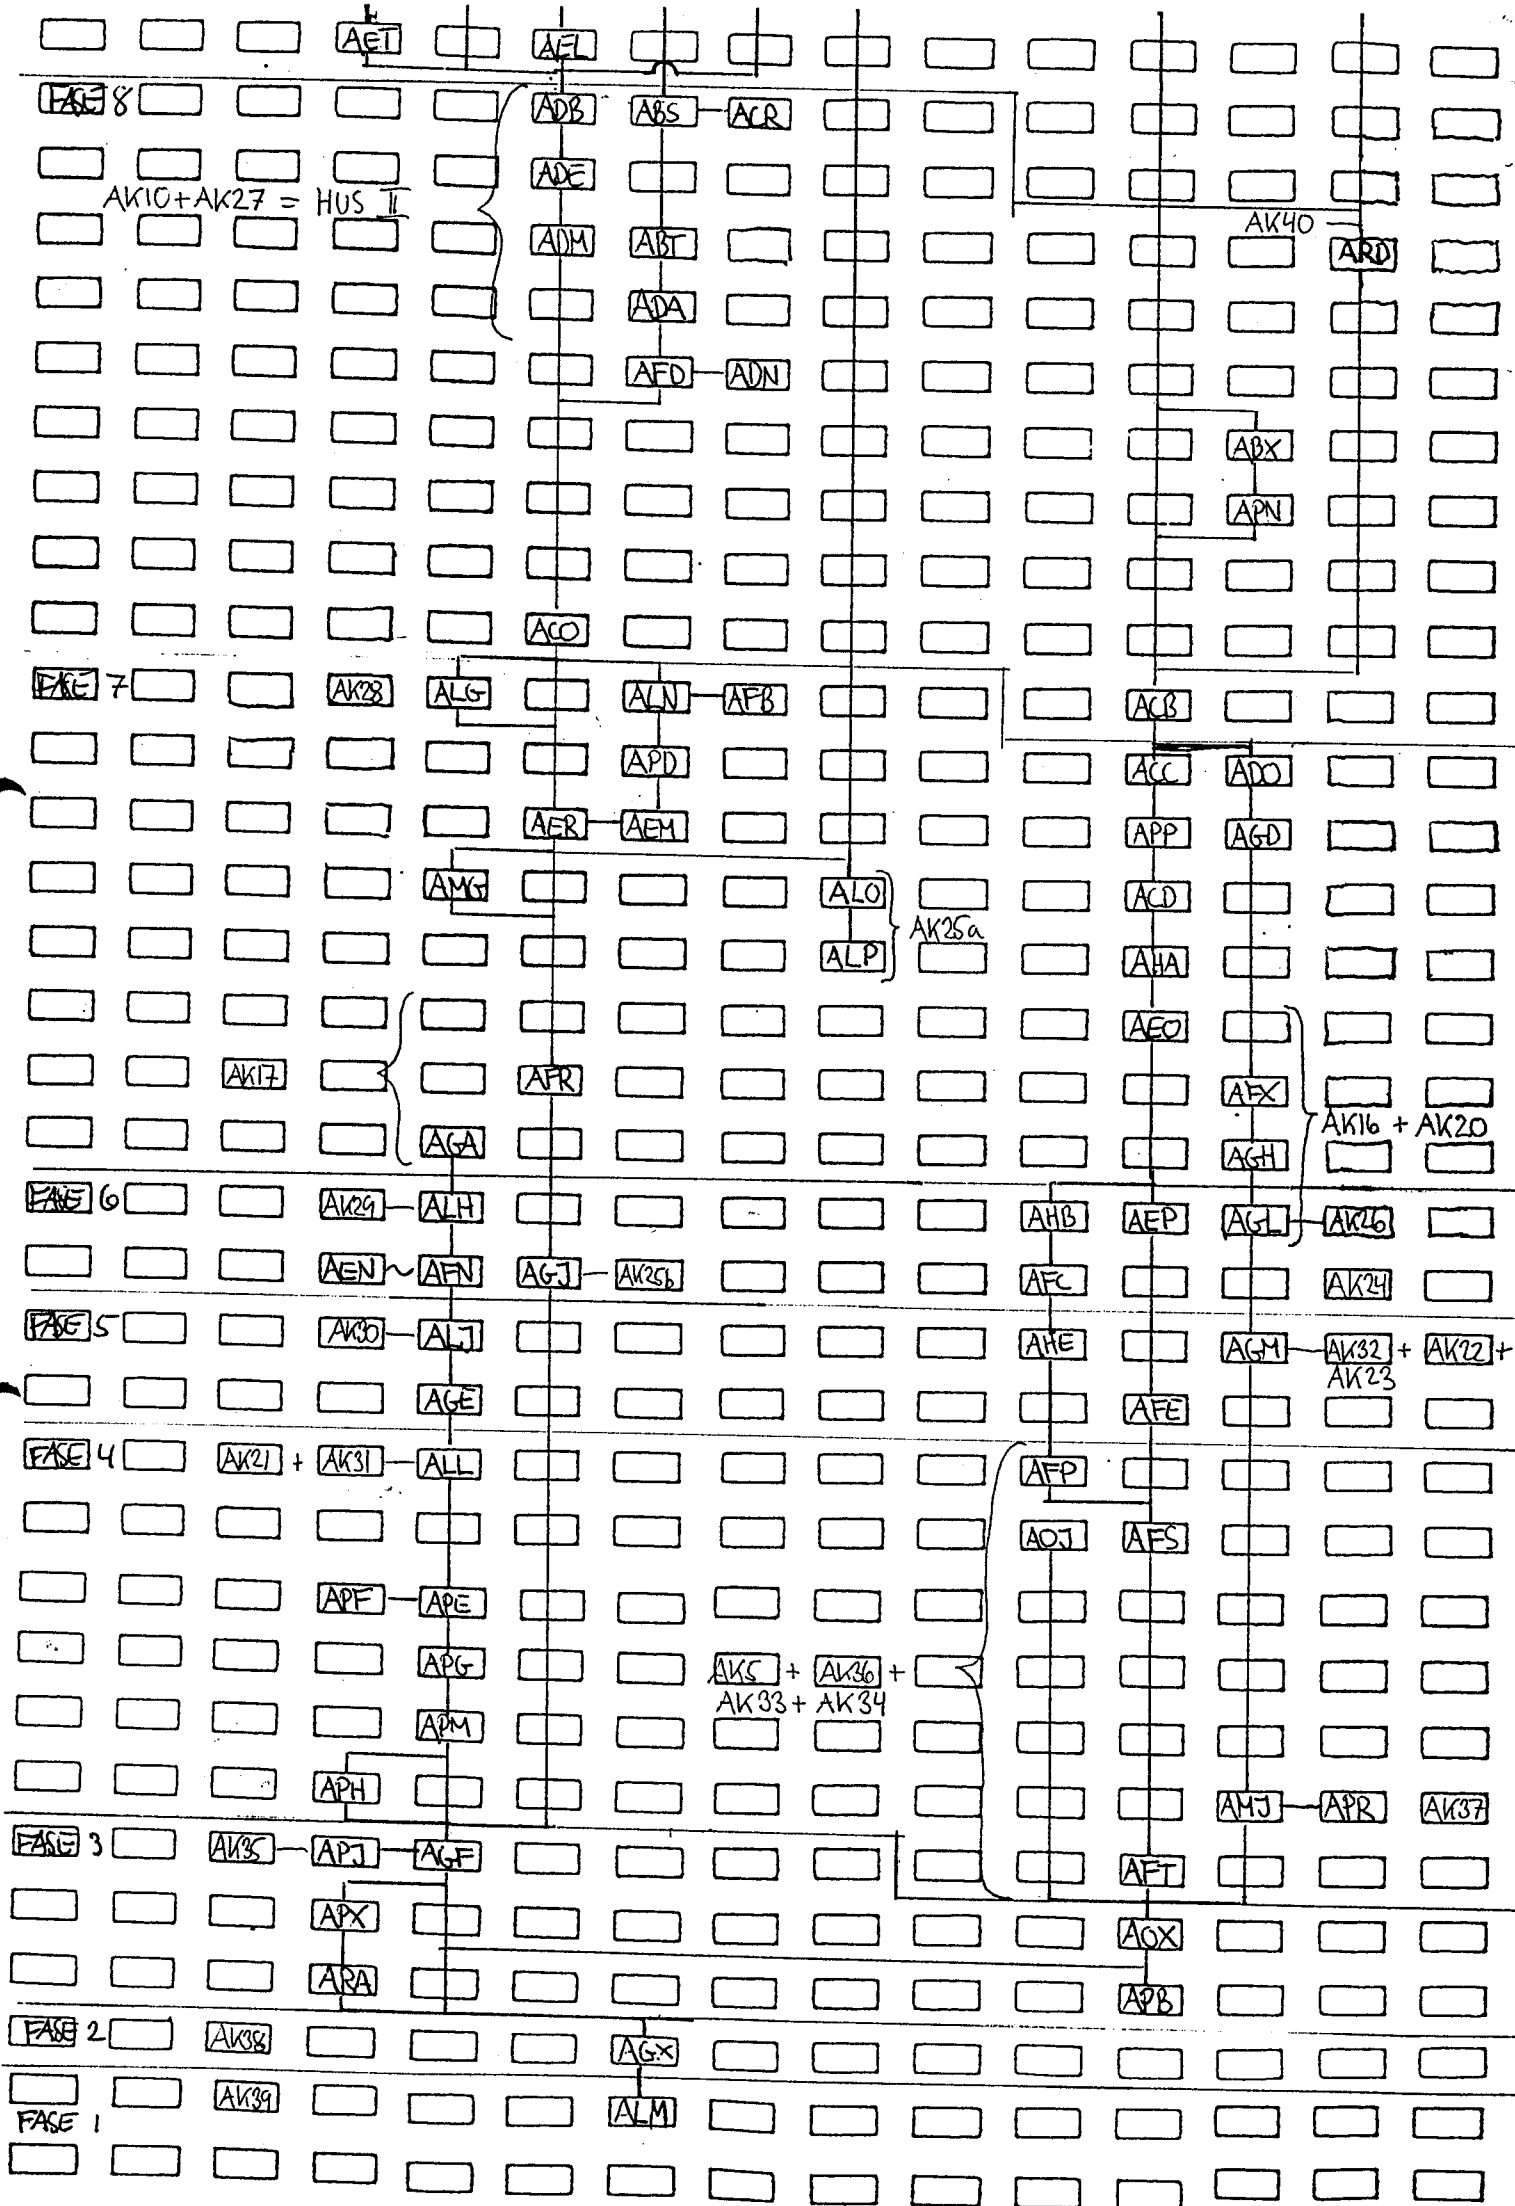 AET AEL
FASE 8 ADB ABS ACR
ADE
AK10+AK27 = HUS II
AK40
ADM ABT ARD
ADA
AFD ADN
ABX
APN
ACO
FASE 7 AK28 ALG ALN AFB ACB
APD ACC ADO
AER AEM APP AGD
AMG ALO ACD
AK25a
ALP AHA
AEO
AK17 AFR AFX
AK16 + AK20
AGA AGH
FASE 6 AK29 ALH AHB AEP AGL AK26
AEN AFN AGJ AK25b AFC AK24
FASE 5 AK30 ALJ AHE AGM AK32 + AK22 +
AK23
AGE AFE
FASE 4 AK21 + AK31 ALL AFP
AOJ AFS
APF APE
APG AK5 + AK36 +
AK33 + AK34
APM
APH AMJ APR AK37
FASE 3 AK35 APJ AGF AFT
APX AOX
ARA APB
FASE 2 AK38 AGX
AK39 ALM
FASE 1